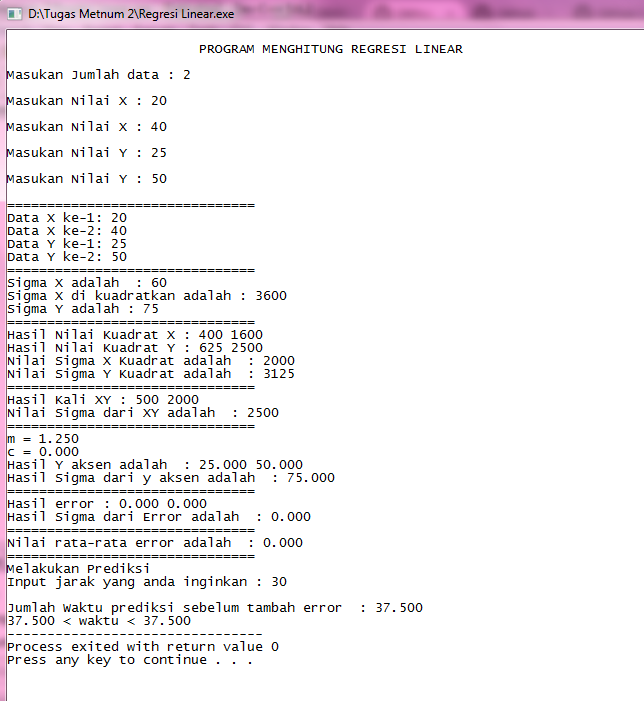 D:\Tugas Metnum 2\Regresi Linear.exe
PROGRAM MENGHITUNG REGRESI LINEAR
Masukan Jumlah data : 2
Masukan Nilai X : 20
Masukan Nilai X : 40
Masukan Nilai Y : 25
Masukan Nilai Y : 50
===============================
Data X ke-1: 20
Data X ke-2: 40
Data Y ke-1: 25
Data Y ke-2: 50
===============================
Sigma X adalah  : 60
Sigma X di kuadratkan adalah : 3600
Sigma Y adalah : 75
===============================
Hasil Nilai Kuadrat X : 400 1600
Hasil Nilai Kuadrat Y : 625 2500
Nilai Sigma X Kuadrat adalah  : 2000
Nilai Sigma Y Kuadrat adalah  : 3125
===============================
Hasil Kali XY : 500 2000
Nilai Sigma dari XY adalah  : 2500
===============================
m = 1.250
c = 0.000
Hasil Y aksen adalah  : 25.000 50.000
Hasil Sigma dari y aksen adalah  : 75.000
===============================
Hasil error : 0.000 0.000
Hasil Sigma dari Error adalah  : 0.000
===============================
Nilai rata-rata error adalah  : 0.000
===============================
Melakukan Prediksi
Input jarak yang anda inginkan : 30
Jumlah Waktu prediksi sebelum tambah error  : 37.500
37.500 < waktu < 37.500
--------------------------------
Process exited with return value 0
Press any key to continue . . .